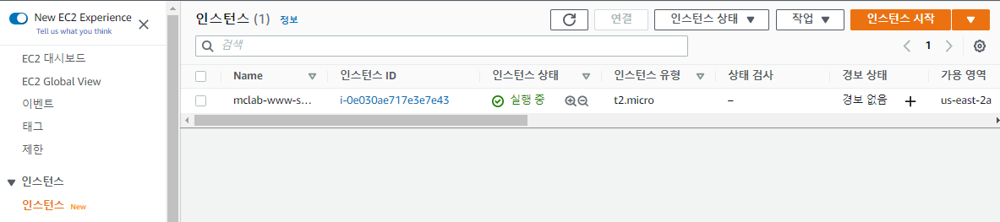 New EC2 Experience
Tell us what you think
EC2 대시보드
EC2 Global View
이벤트
태그
제한
인스턴스
인스턴스 New
인스턴스 (1) 정보
연결 인스턴스 상태 작업 인스턴스 시작
검색
1
Name 인스턴스 ID 인스턴스 상태 인스턴스 유형 상태 검사 경보 상태 가용 영역
mclab-www-s... i-0e030ae717e3e7e43 실행 중 t2.micro – 경보 없음 us-east-2a